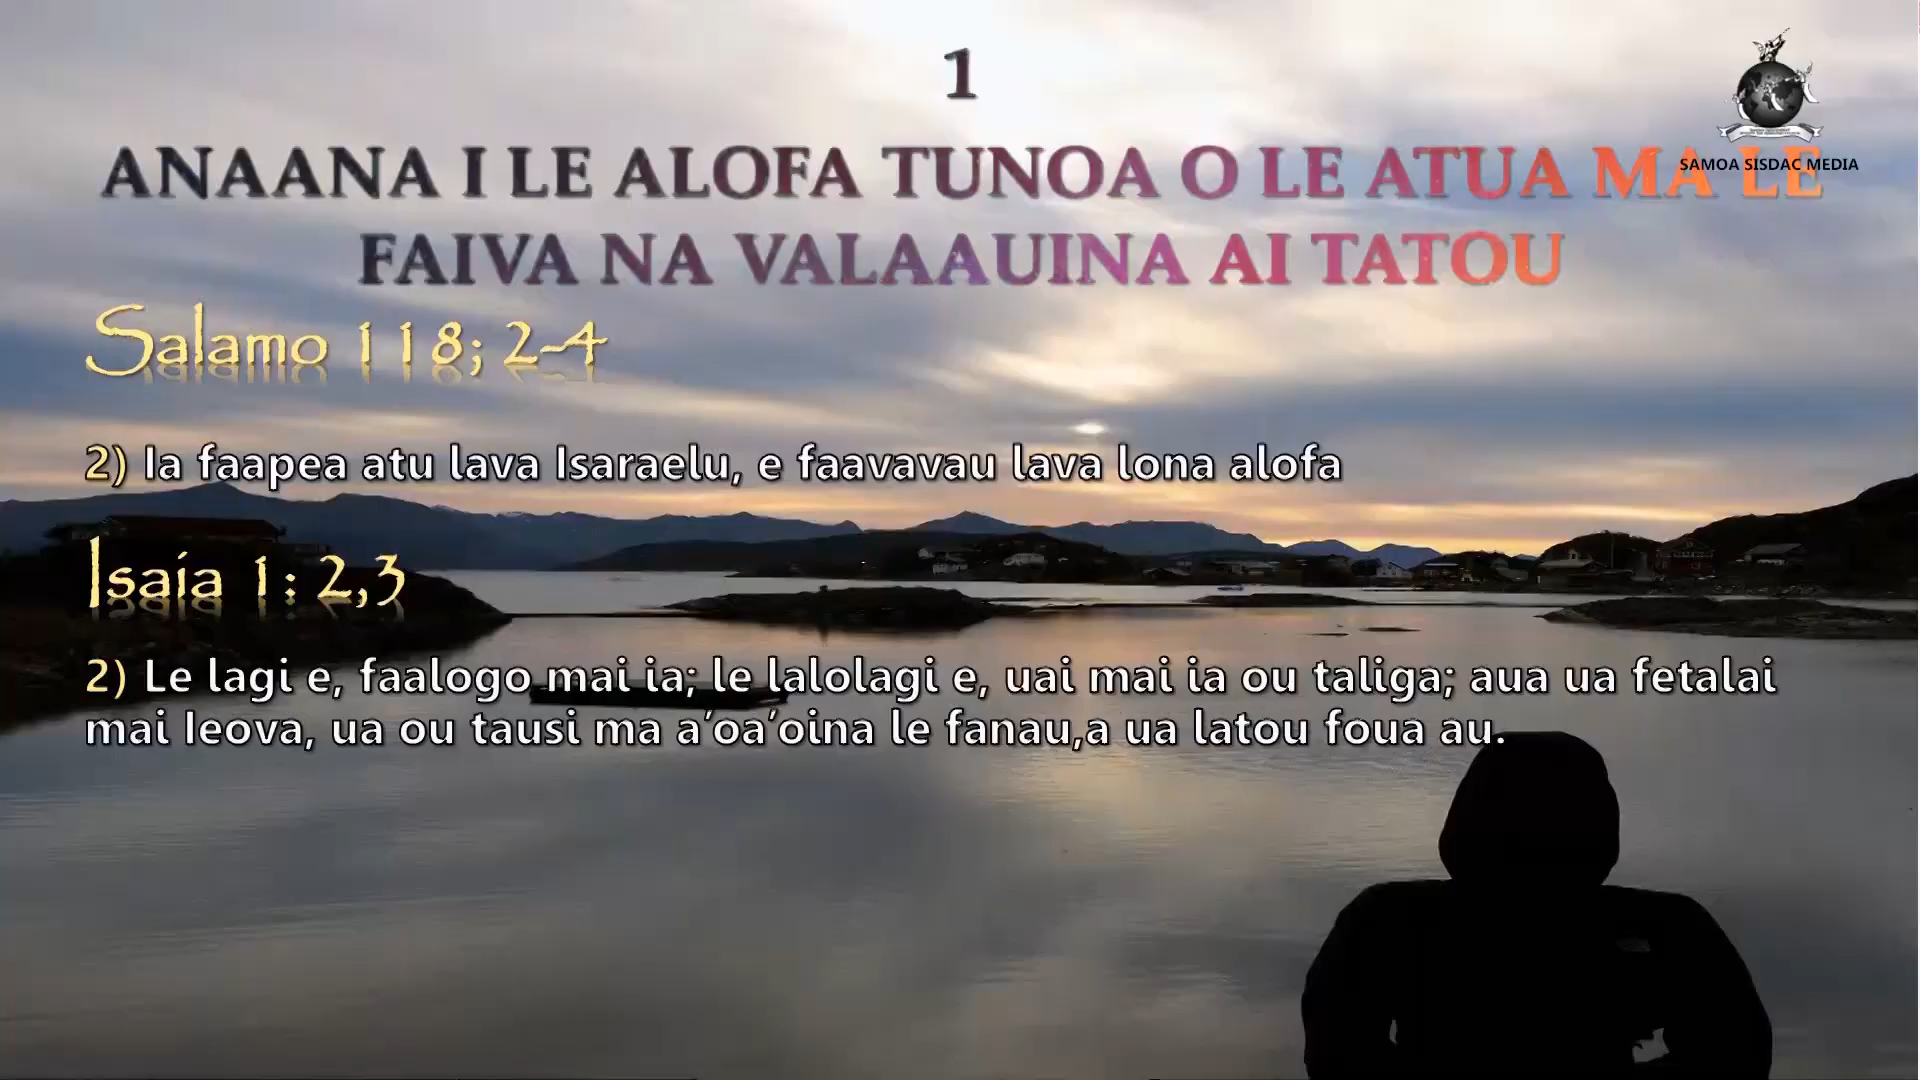 1
SAMOA SISDAC MEDIA
ANAANA I LE ALOFA TUNOA O LE ATUA MA LE
FAIVA NA VALAAUINA AI TATOU
Salamo 118; 2-4
2) Ia faapea atu lava Isaraelu, e faavavau lava lona alofa
Isaia 1: 2,3
2) Le lagi e, faalogo mai ia; le lalolagi e, uai mai ia ou taliga; aua ua fetalai
mai Ieova, ua ou tausi ma a'oa'oina le fanau,a ua latou foua au.